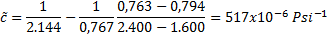 c̃ = 1/2.144 − 1/0,767 0,763 − 0,794/2.400 − 1.600 = 517x10⁻⁶ Psi⁻¹